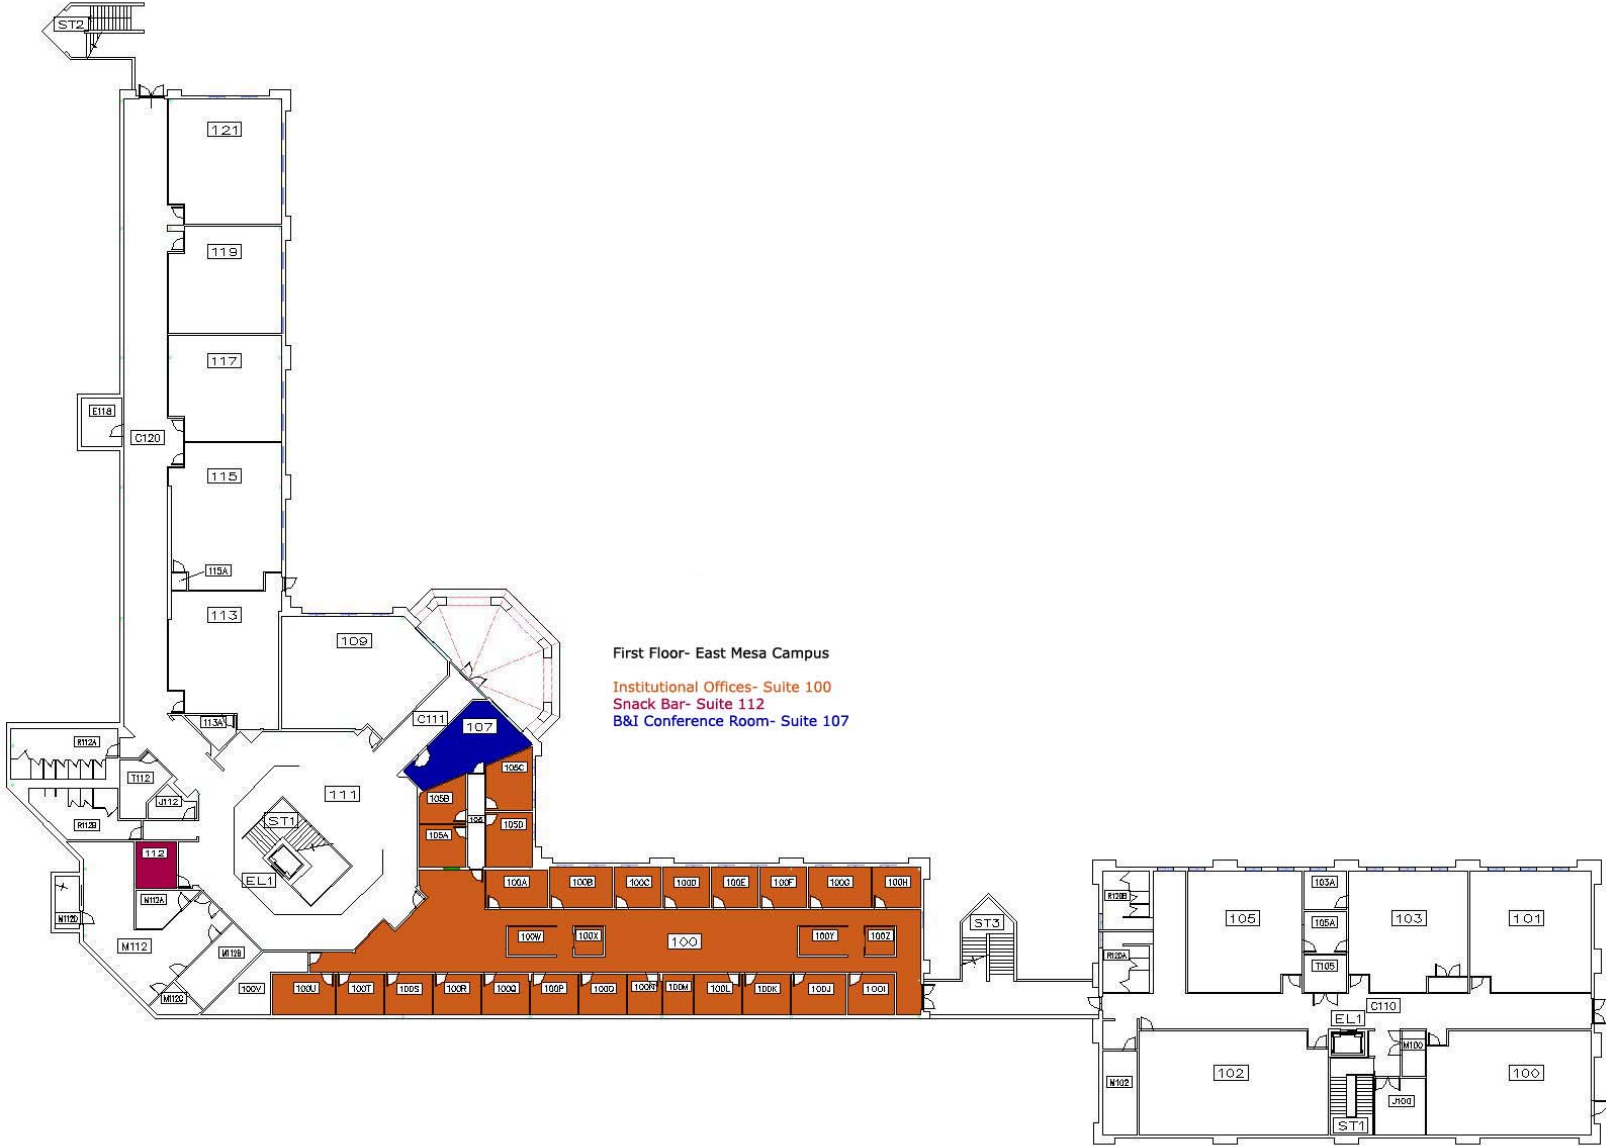 ST2
121
119
117
E118
C120
115
115A
113
109
First Floor- East Mesa Campus
Institutional Offices- Suite 100
Snack Bar- Suite 112
B&I Conference Room- Suite 107
113A
C111
107
R112A
T112
105C
J112
111
105B
106
ST1
R112B
105A
105D
112
EL1
100A
100B
100C
100D
100E
100F
100G
100H
103A
M112A
R120B
M112D
105
105A
103
101
ST3
M112
100W
100X
100
100Y
100Z
M112B
R120A
T105
100V
100U
100T
100S
100R
100Q
100P
100O
100N
100M
100L
100K
100J
100I
M112C
C110
EL1
M100
102
100
M102
J100
ST1